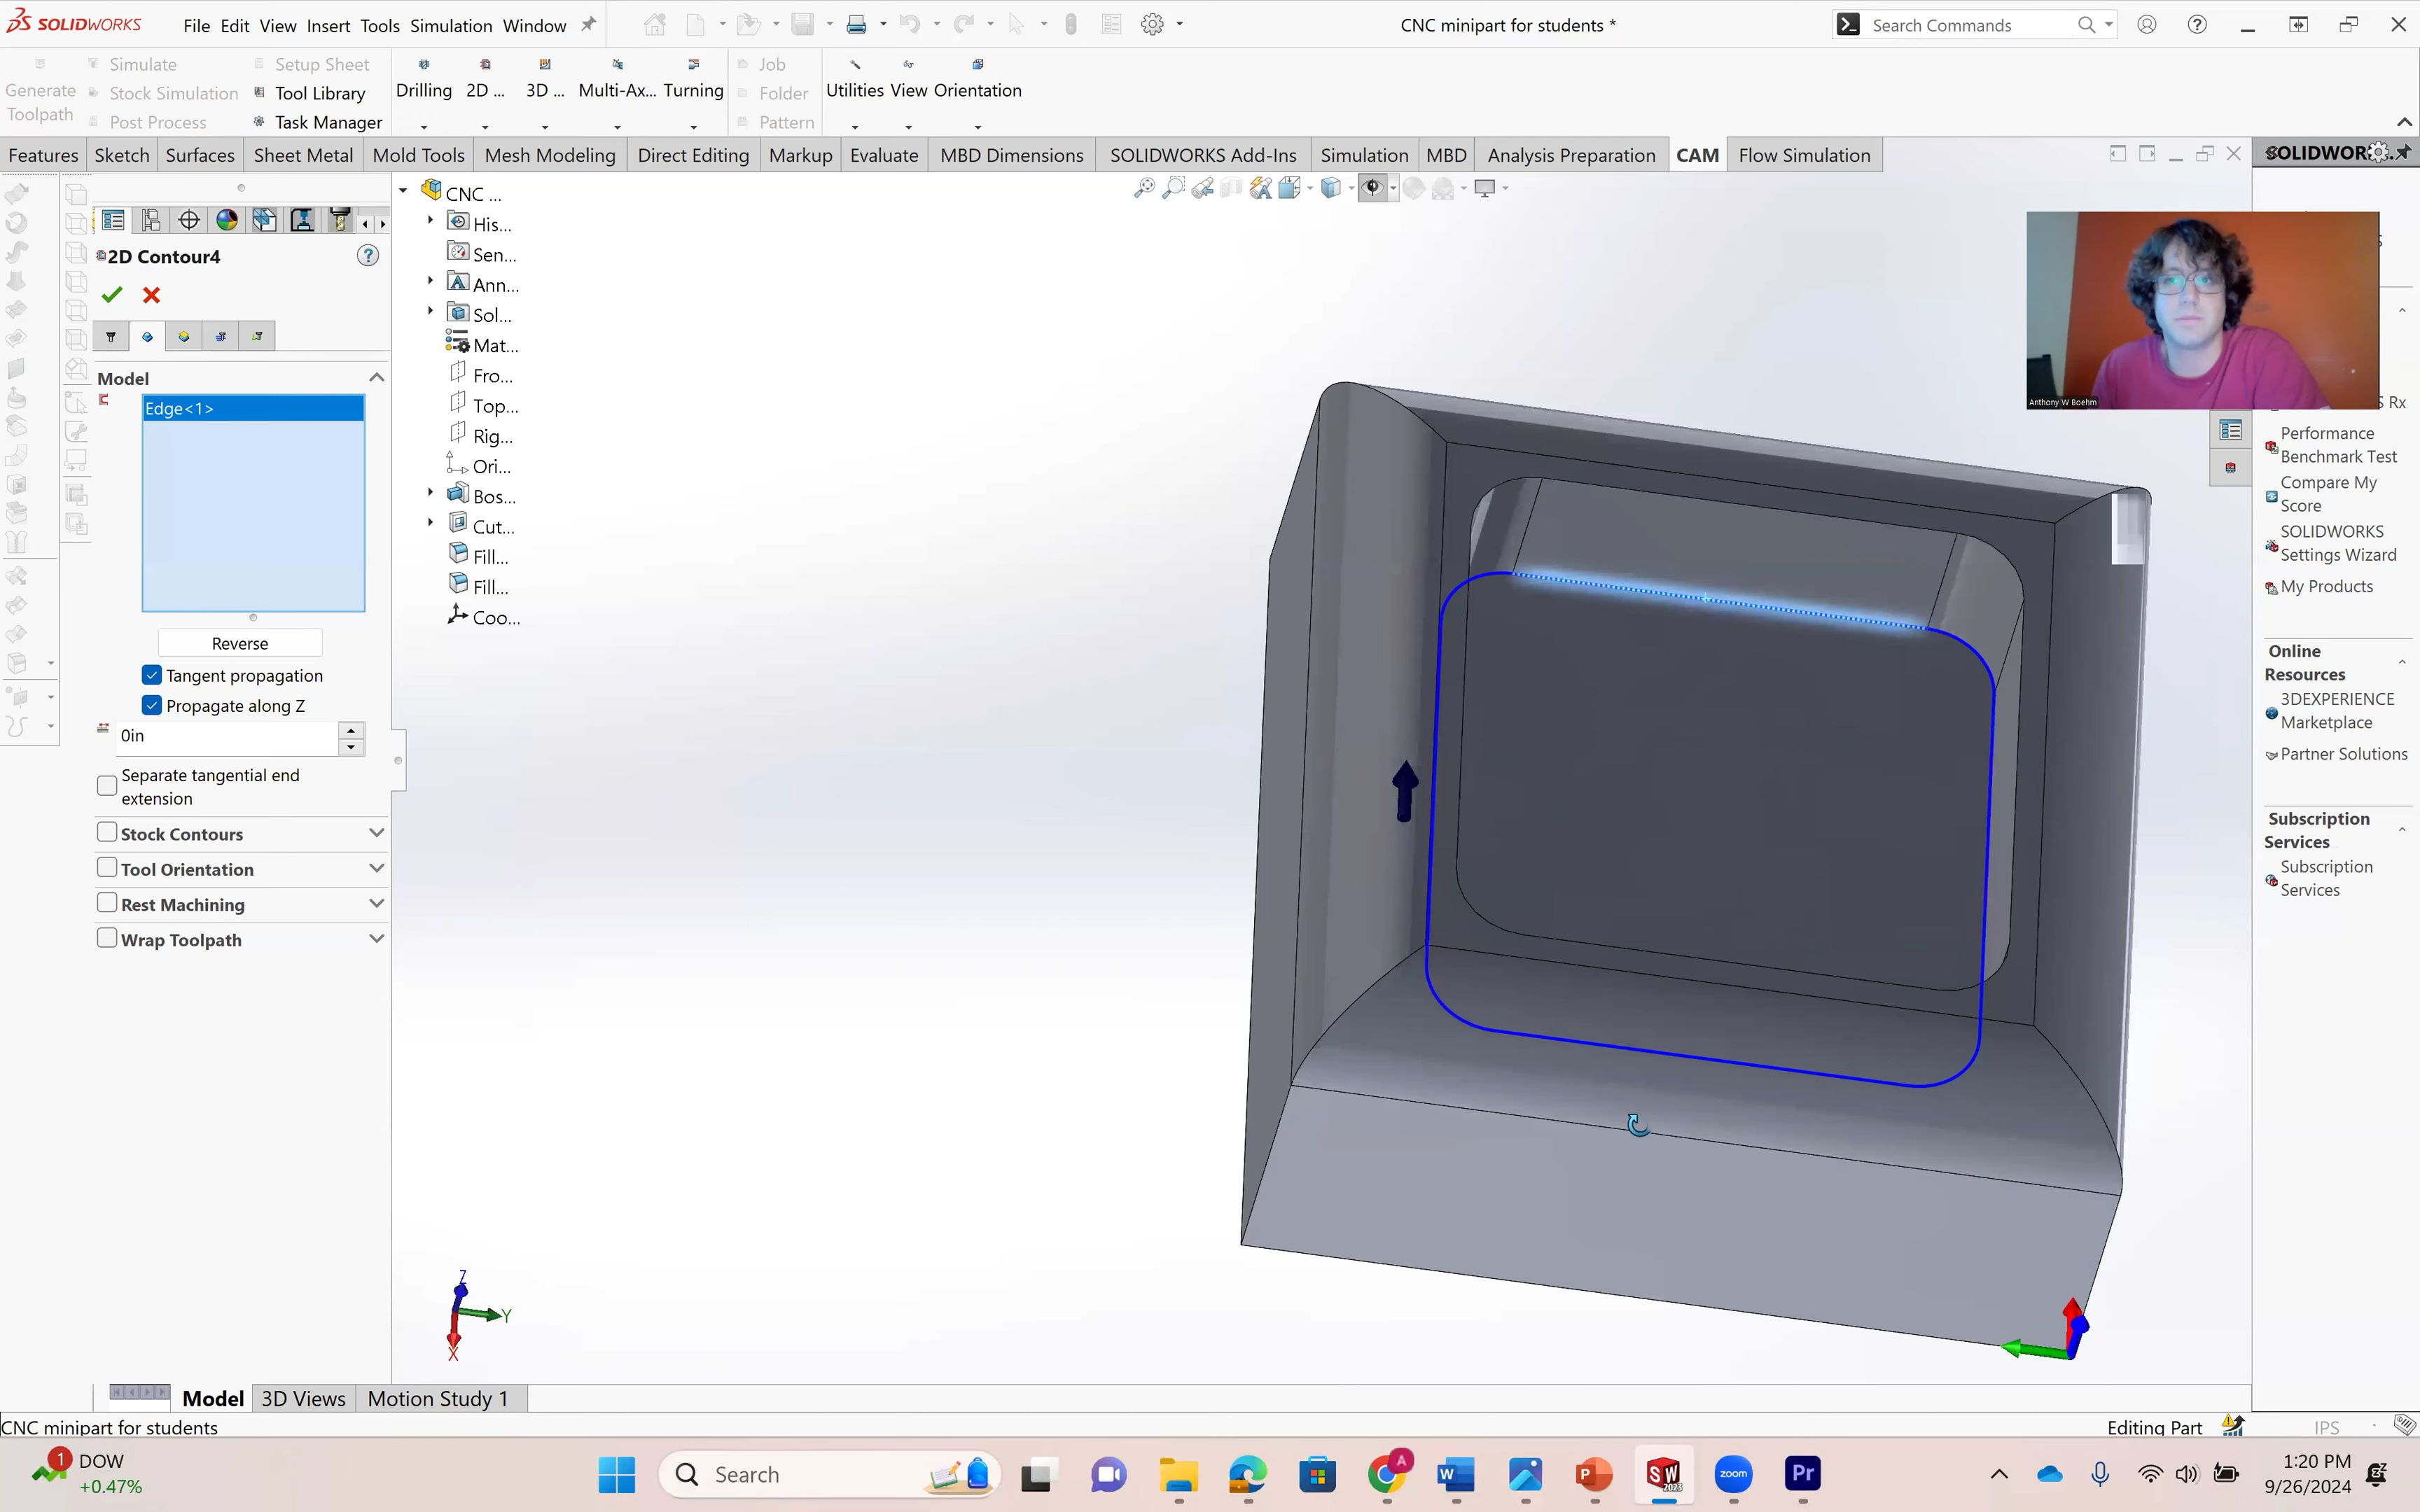 SOLIDWORKS
File Edit View Insert Tools Simulation Window
CNC minipart for students *
Search Commands
Generate Toolpath
Simulate
Stock Simulation
Post Process
Setup Sheet
Tool Library
Task Manager
Drilling 2D ... 3D ... Multi-Ax... Turning
Job
Folder
Pattern
Utilities View Orientation
Features Sketch Surfaces Sheet Metal Mold Tools Mesh Modeling Direct Editing Markup Evaluate MBD Dimensions SOLIDWORKS Add-Ins Simulation MBD Analysis Preparation CAM Flow Simulation
2D Contour4
Model
Edge<1>
Reverse
Tangent propagation
Propagate along Z
0in
Separate tangential end
extension
Stock Contours
Tool Orientation
Rest Machining
Wrap Toolpath
CNC ...
His...
Sen...
Ann...
Sol...
Mat...
Fro...
Top...
Rig...
Ori...
Bos...
Cut...
Fill...
Fill...
Coo...
Z
Y
X
Anthony W Boehm
Rx
Performance
Benchmark Test
Compare My
Score
SOLIDWORKS
Settings Wizard
My Products
Online
Resources
3DEXPERIENCE
Marketplace
Partner Solutions
Subscription
Services
Subscription
Services
Model 3D Views Motion Study 1
CNC minipart for students
Editing Part
IPS
1
DOW
+0.47%
Search
A
W
P
SW
2023
zoom
Pr
1:20 PM
9/26/2024